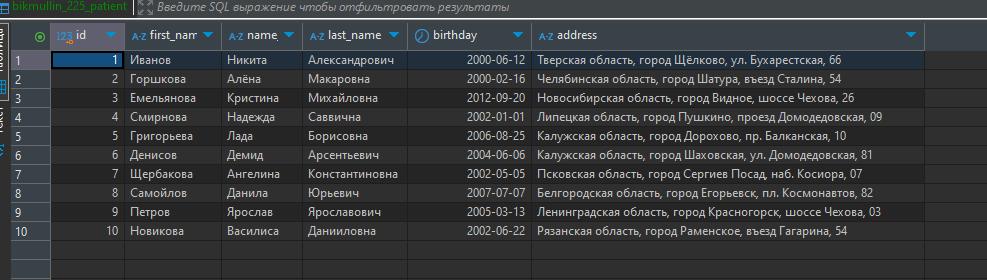 bikmullin_225_patient Введите SQL выражение чтобы отфильтровать результаты
123 id A-Z first_nam A-Z name_ A-Z last_name birthday A-Z address
1 1 Иванов Никита Александрович 2000-06-12 Тверская область, город Щёлково, ул. Бухарестская, 66
2 2 Горшкова Алёна Макаровна 2000-02-16 Челябинская область, город Шатура, въезд Сталина, 54
3 3 Емельянова Кристина Михайловна 2012-09-20 Новосибирская область, город Видное, шоссе Чехова, 26
4 4 Смирнова Надежда Саввична 2002-01-01 Липецкая область, город Пушкино, проезд Домодедовская, 09
5 5 Григорьева Лада Борисовна 2006-08-25 Калужская область, город Дорохово, пр. Балканская, 10
6 6 Денисов Демид Арсентьевич 2004-06-06 Калужская область, город Шаховская, ул. Домодедовская, 81
7 7 Щербакова Ангелина Константиновна 2002-05-05 Псковская область, город Сергиев Посад, наб. Косиора, 07
8 8 Самойлов Данила Юрьевич 2007-07-07 Белгородская область, город Егорьевск, пл. Космонавтов, 82
9 9 Петров Ярослав Ярославович 2005-03-13 Ленинградская область, город Красногорск, шоссе Чехова, 03
10 10 Новикова Василиса Данииловна 2002-06-22 Рязанская область, город Раменское, въезд Гагарина, 54